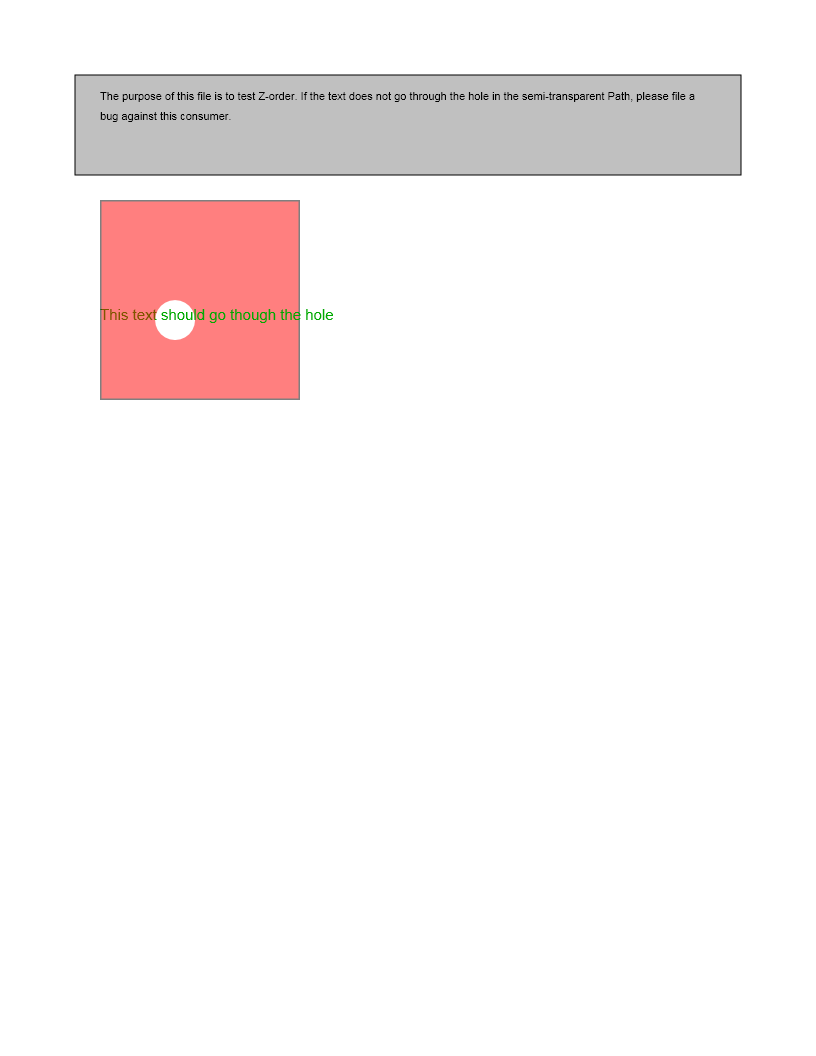 The purpose of this file is to test Z-order. If the text does not go through the hole in the semi-transparent Path, please file a
bug against this consumer.
This text should go though the hole